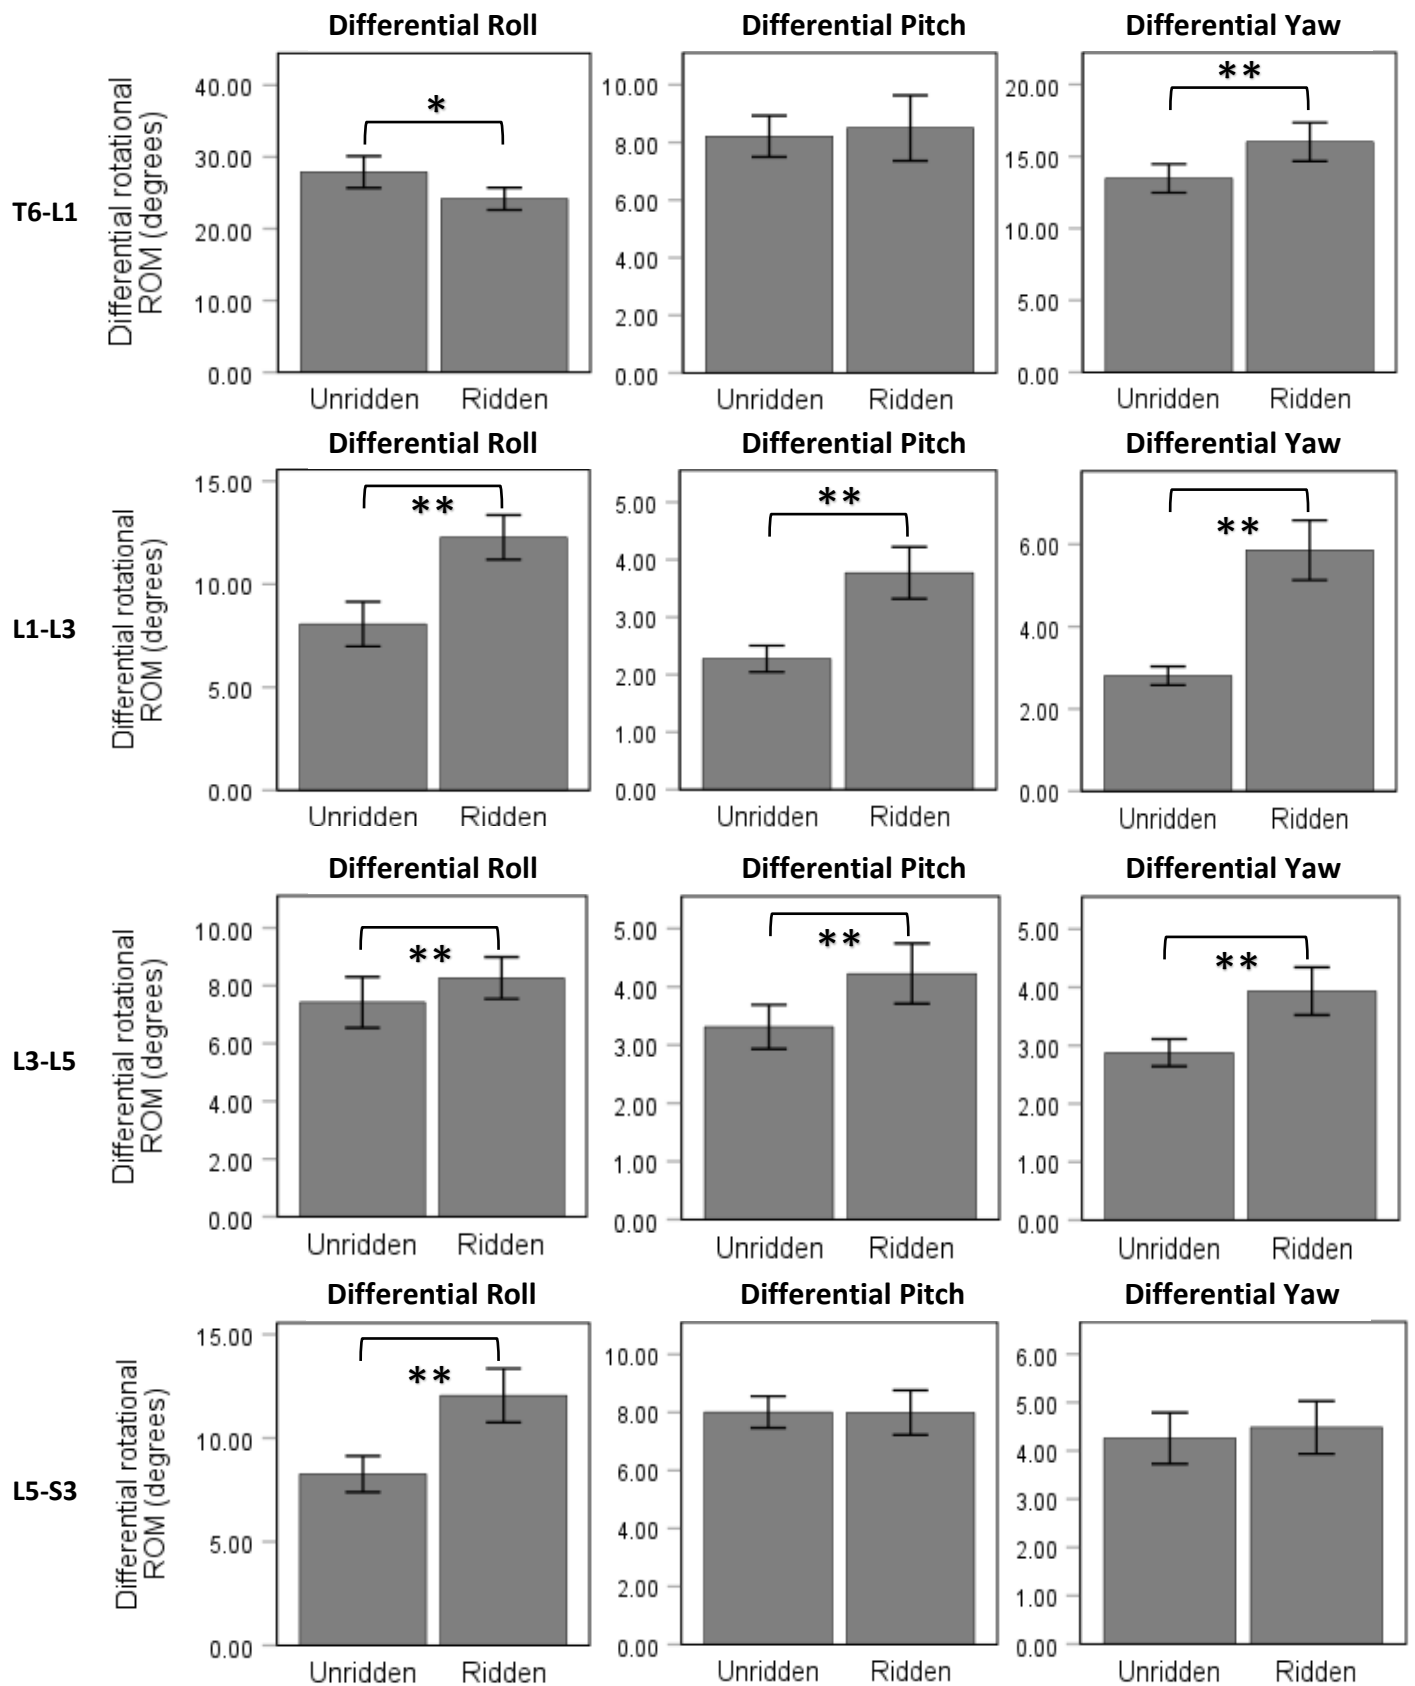 Differential Roll Differential Pitch Differential Yaw
T6-L1
Differential rotational
ROM (degrees)
40.00
30.00
20.00
10.00
0.00
*
Unridden Ridden
10.00
8.00
6.00
4.00
2.00
0.00
Unridden Ridden
20.00
15.00
10.00
5.00
0.00
**
Unridden Ridden
Differential Roll Differential Pitch Differential Yaw
L1-L3
Differential rotational
ROM (degrees)
15.00
10.00
5.00
0.00
**
Unridden Ridden
5.00
4.00
3.00
2.00
1.00
0.00
**
Unridden Ridden
6.00
4.00
2.00
0.00
**
Unridden Ridden
Differential Roll Differential Pitch Differential Yaw
L3-L5
Differential rotational
ROM (degrees)
10.00
8.00
6.00
4.00
2.00
0.00
**
Unridden Ridden
5.00
4.00
3.00
2.00
1.00
0.00
**
Unridden Ridden
5.00
4.00
3.00
2.00
1.00
0.00
**
Unridden Ridden
Differential Roll Differential Pitch Differential Yaw
L5-S3
Differential rotational
ROM (degrees)
15.00
10.00
5.00
0.00
**
Unridden Ridden
10.00
8.00
6.00
4.00
2.00
0.00
Unridden Ridden
6.00
5.00
4.00
3.00
2.00
1.00
0.00
Unridden Ridden